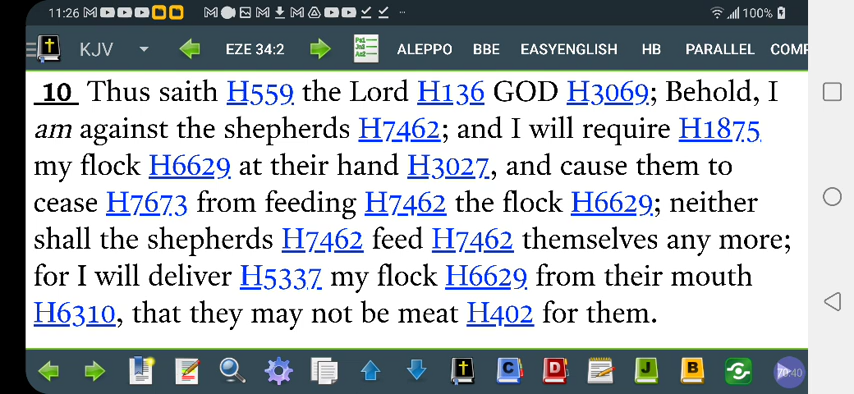 11:26 100%
KJV EZE 34:2 ALEPPO BBE EASYENGLISH HB PARALLEL COMP
10 Thus saith H559 the Lord H136 GOD H3069; Behold, I
am against the shepherds H7462; and I will require H1875
my flock H6629 at their hand H3027, and cause them to
cease H7673 from feeding H7462 the flock H6629; neither
shall the shepherds H7462 feed H7462 themselves any more;
for I will deliver H5337 my flock H6629 from their mouth
H6310, that they may not be meat H402 for them.
C D J B 70:40